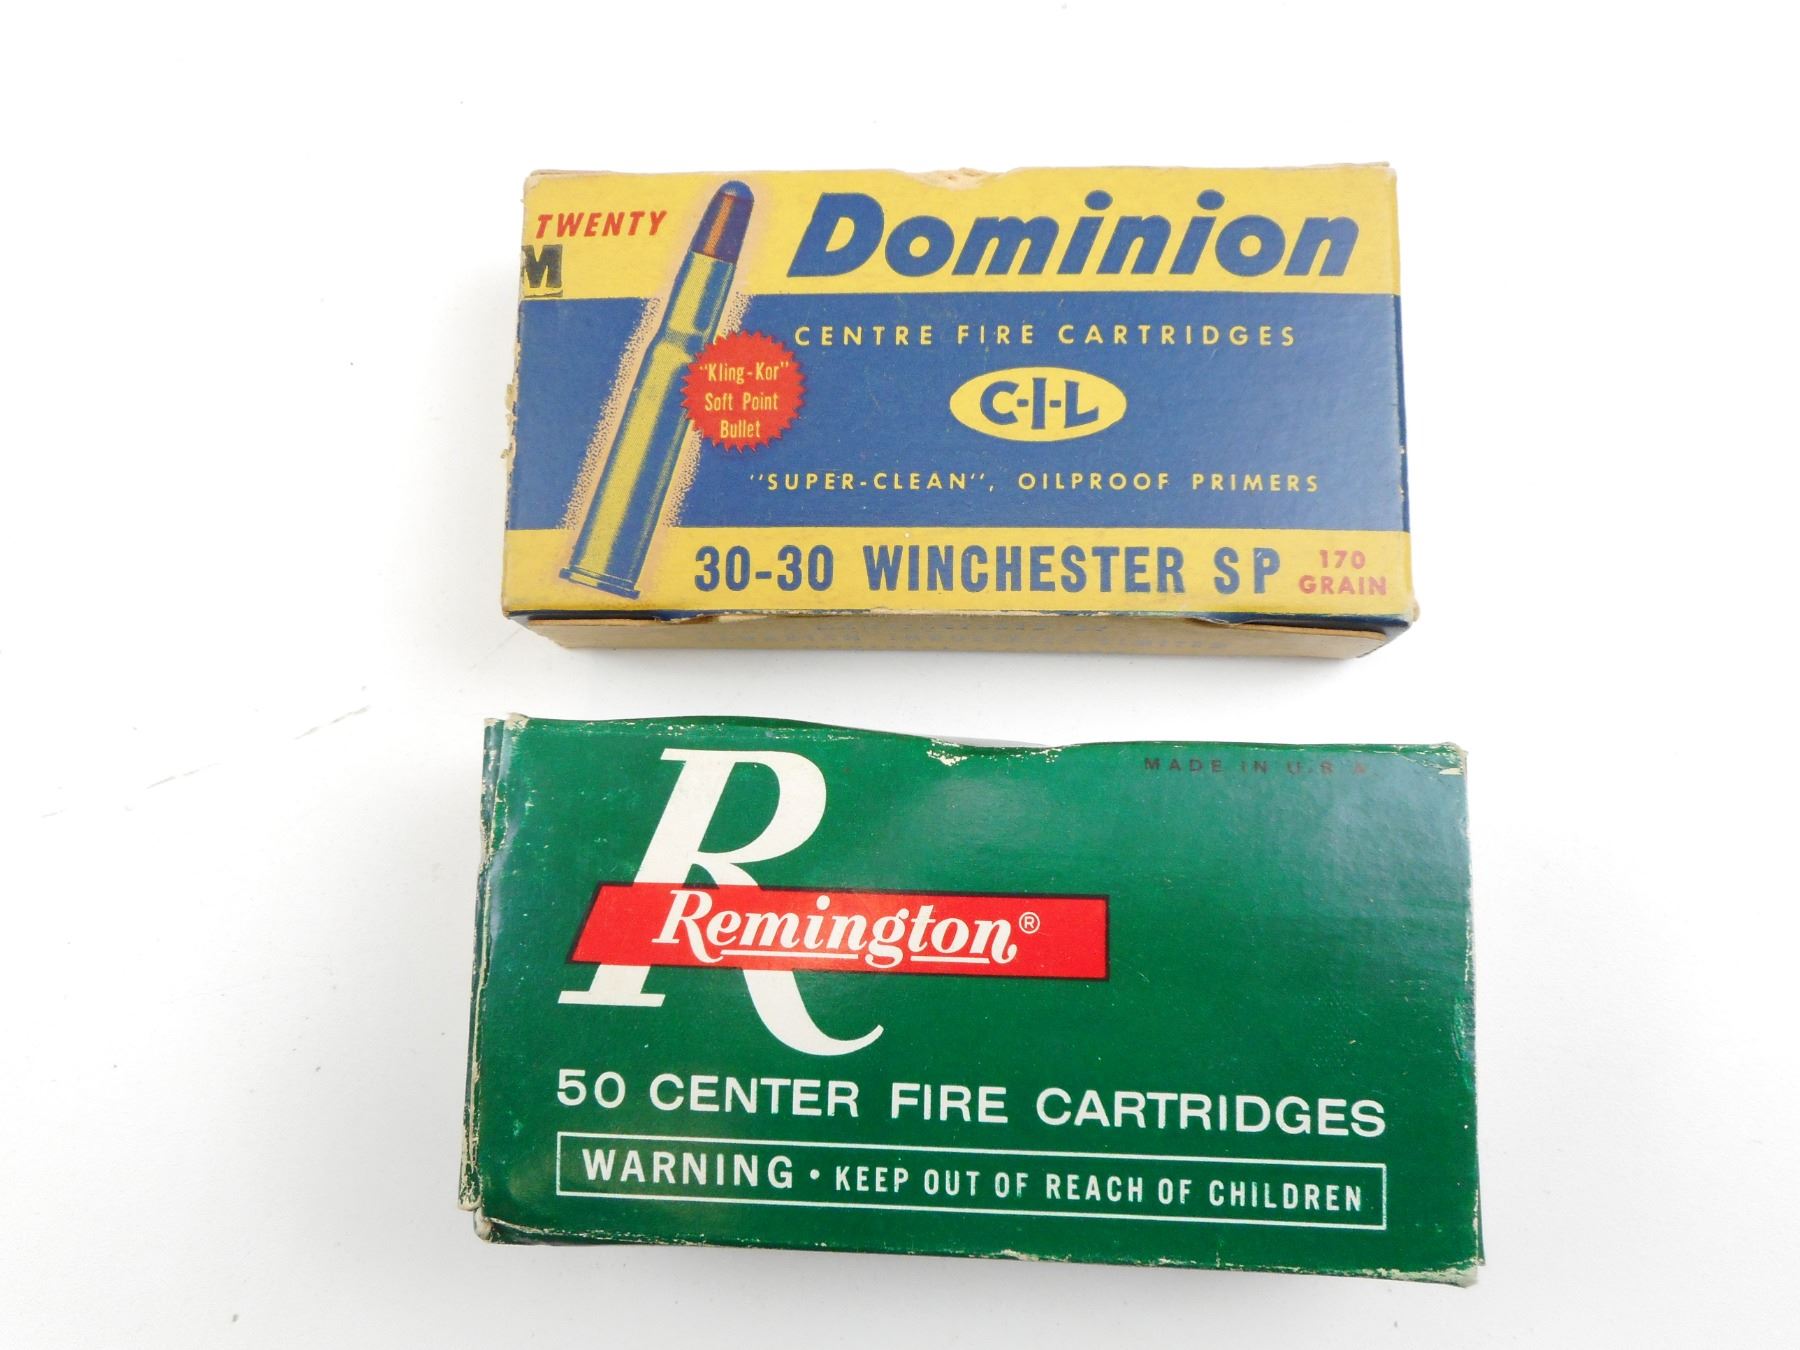 TWENTY
M
Dominion
CENTRE FIRE CARTRIDGES
"Kling-Kor"
Soft Point
Bullet
C-I-L
"SUPER-CLEAN", OILPROOF PRIMERS
30-30 WINCHESTER SP
170
GRAIN
MADE IN U.S.A.
R
Remington®
50 CENTER FIRE CARTRIDGES
WARNING • KEEP OUT OF REACH OF CHILDREN